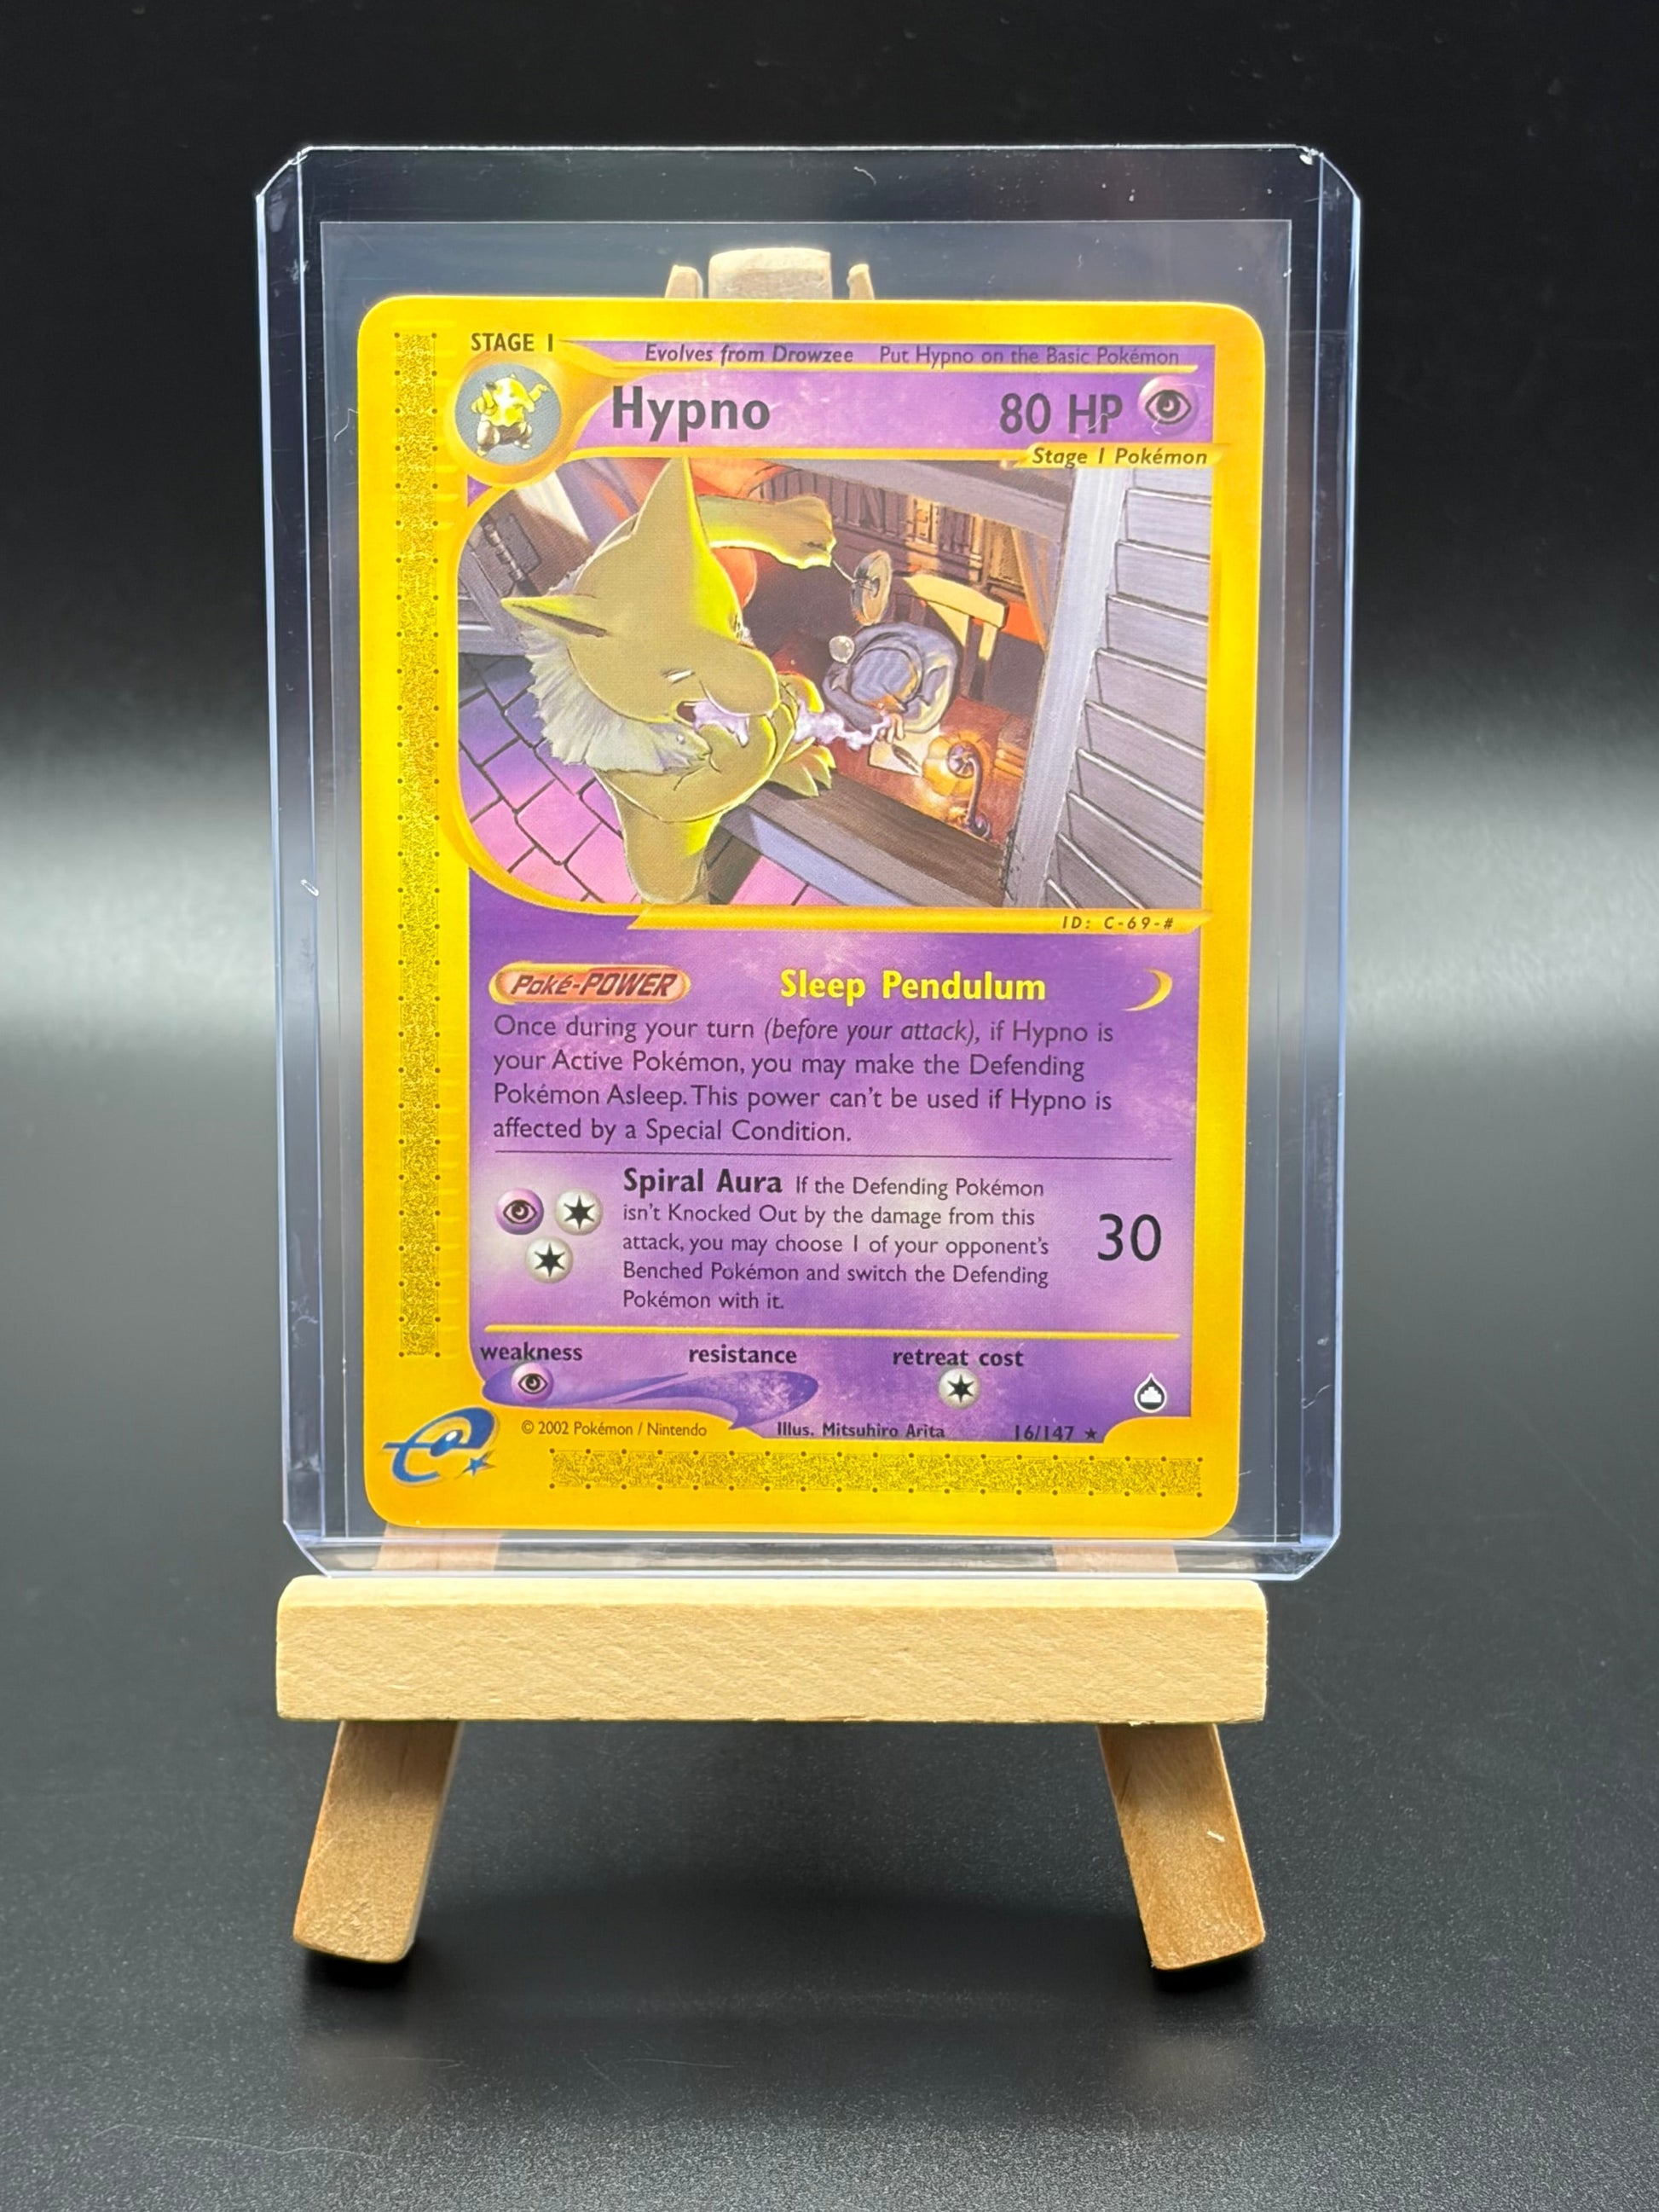 STAGE 1
Evolves from Drowzee Put Hypno on the Basic Pokémon
Hypno 80 HP
Stage 1 Pokémon
ID: C-69-#
Poké-POWER Sleep Pendulum
Once during your turn (before your attack), if Hypno is
your Active Pokémon, you may make the Defending
Pokémon Asleep. This power can't be used if Hypno is
affected by a Special Condition.
Spiral Aura If the Defending Pokémon
isn't Knocked Out by the damage from this
attack, you may choose 1 of your opponent's
Benched Pokémon and switch the Defending
Pokémon with it.
30
weakness resistance retreat cost
© 2002 Pokémon / Nintendo Illus. Mitsuhiro Arita 16/147 ★
e